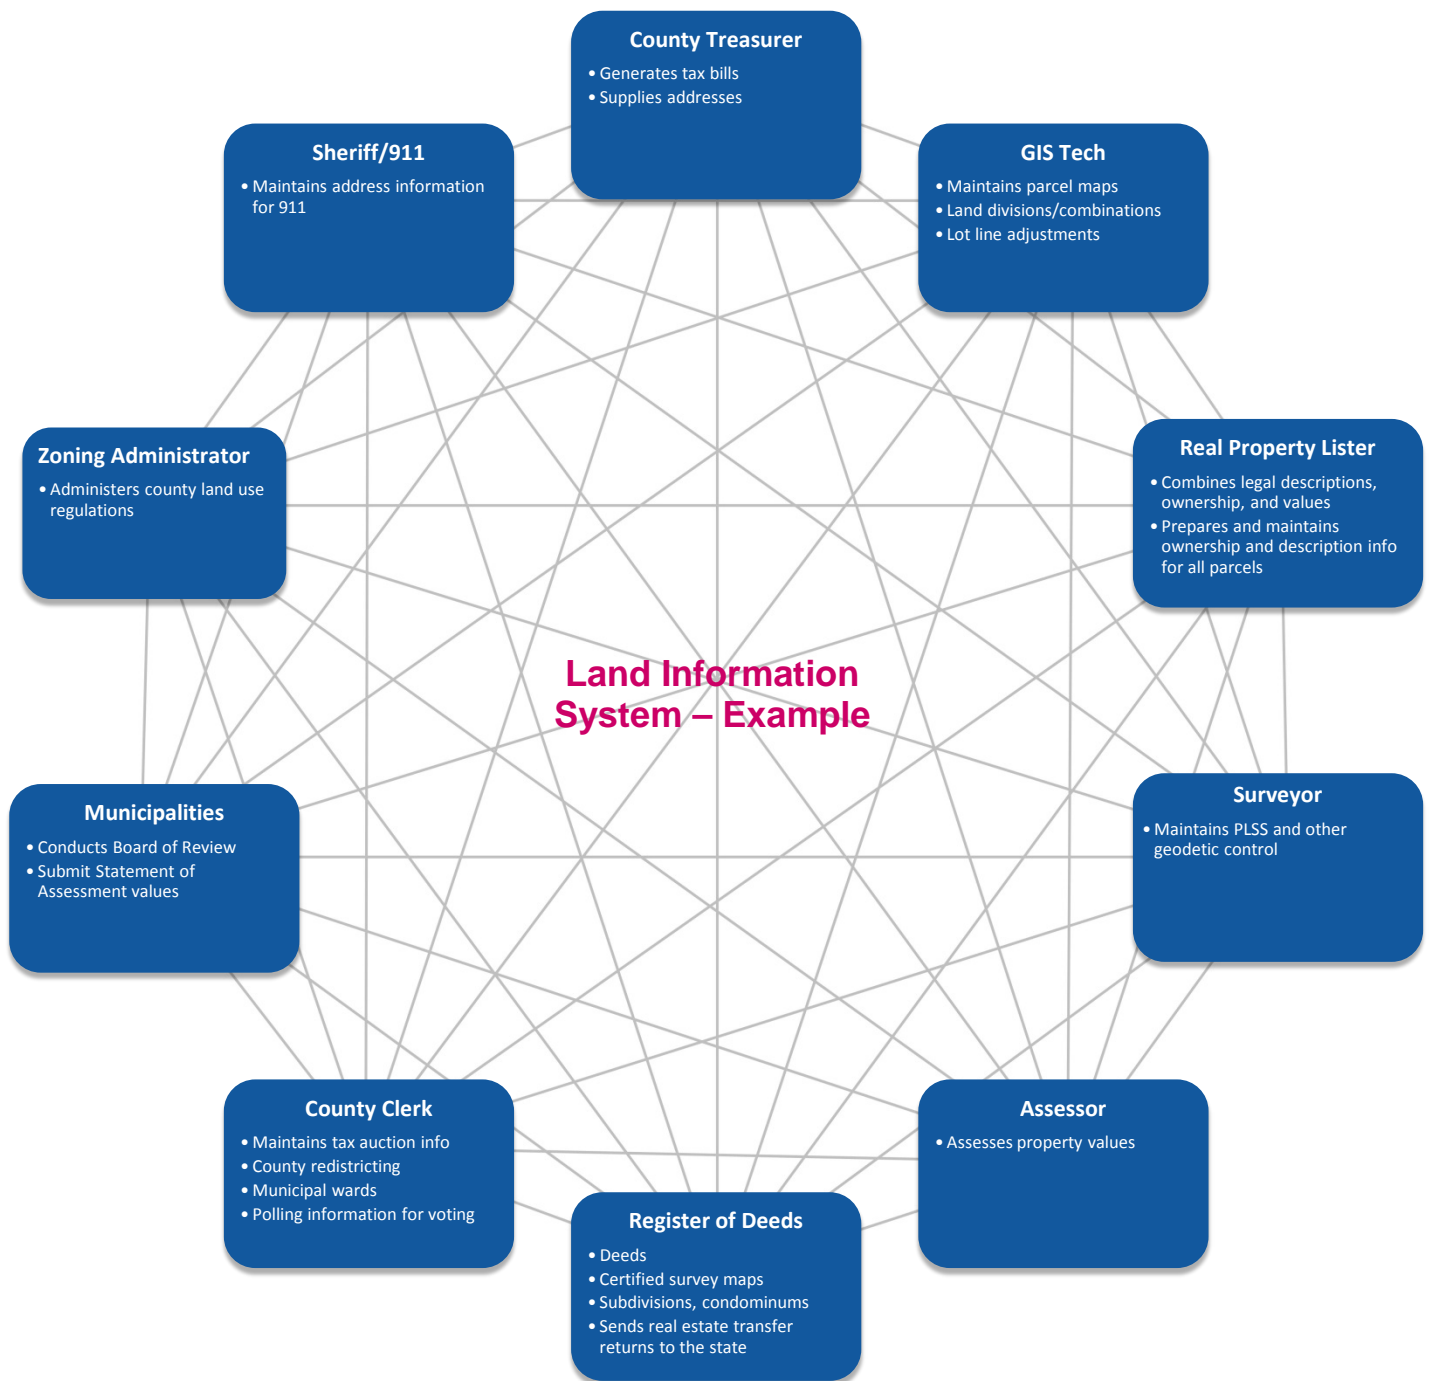 County Treasurer
• Generates tax bills
• Supplies addresses
Sheriff/911
• Maintains address information
for 911
GIS Tech
• Maintains parcel maps
• Land divisions/combinations
• Lot line adjustments
Zoning Administrator
• Administers county land use
regulations
Real Property Lister
• Combines legal descriptions,
ownership, and values
• Prepares and maintains
ownership and description info
for all parcels
Land Information
System – Example
Municipalities
• Conducts Board of Review
• Submit Statement of
Assessment values
Surveyor
• Maintains PLSS and other
geodetic control
County Clerk
• Maintains tax auction info
• County redistricting
• Municipal wards
• Polling information for voting
Assessor
• Assesses property values
Register of Deeds
• Deeds
• Certified survey maps
• Subdivisions, condominums
• Sends real estate transfer
returns to the state